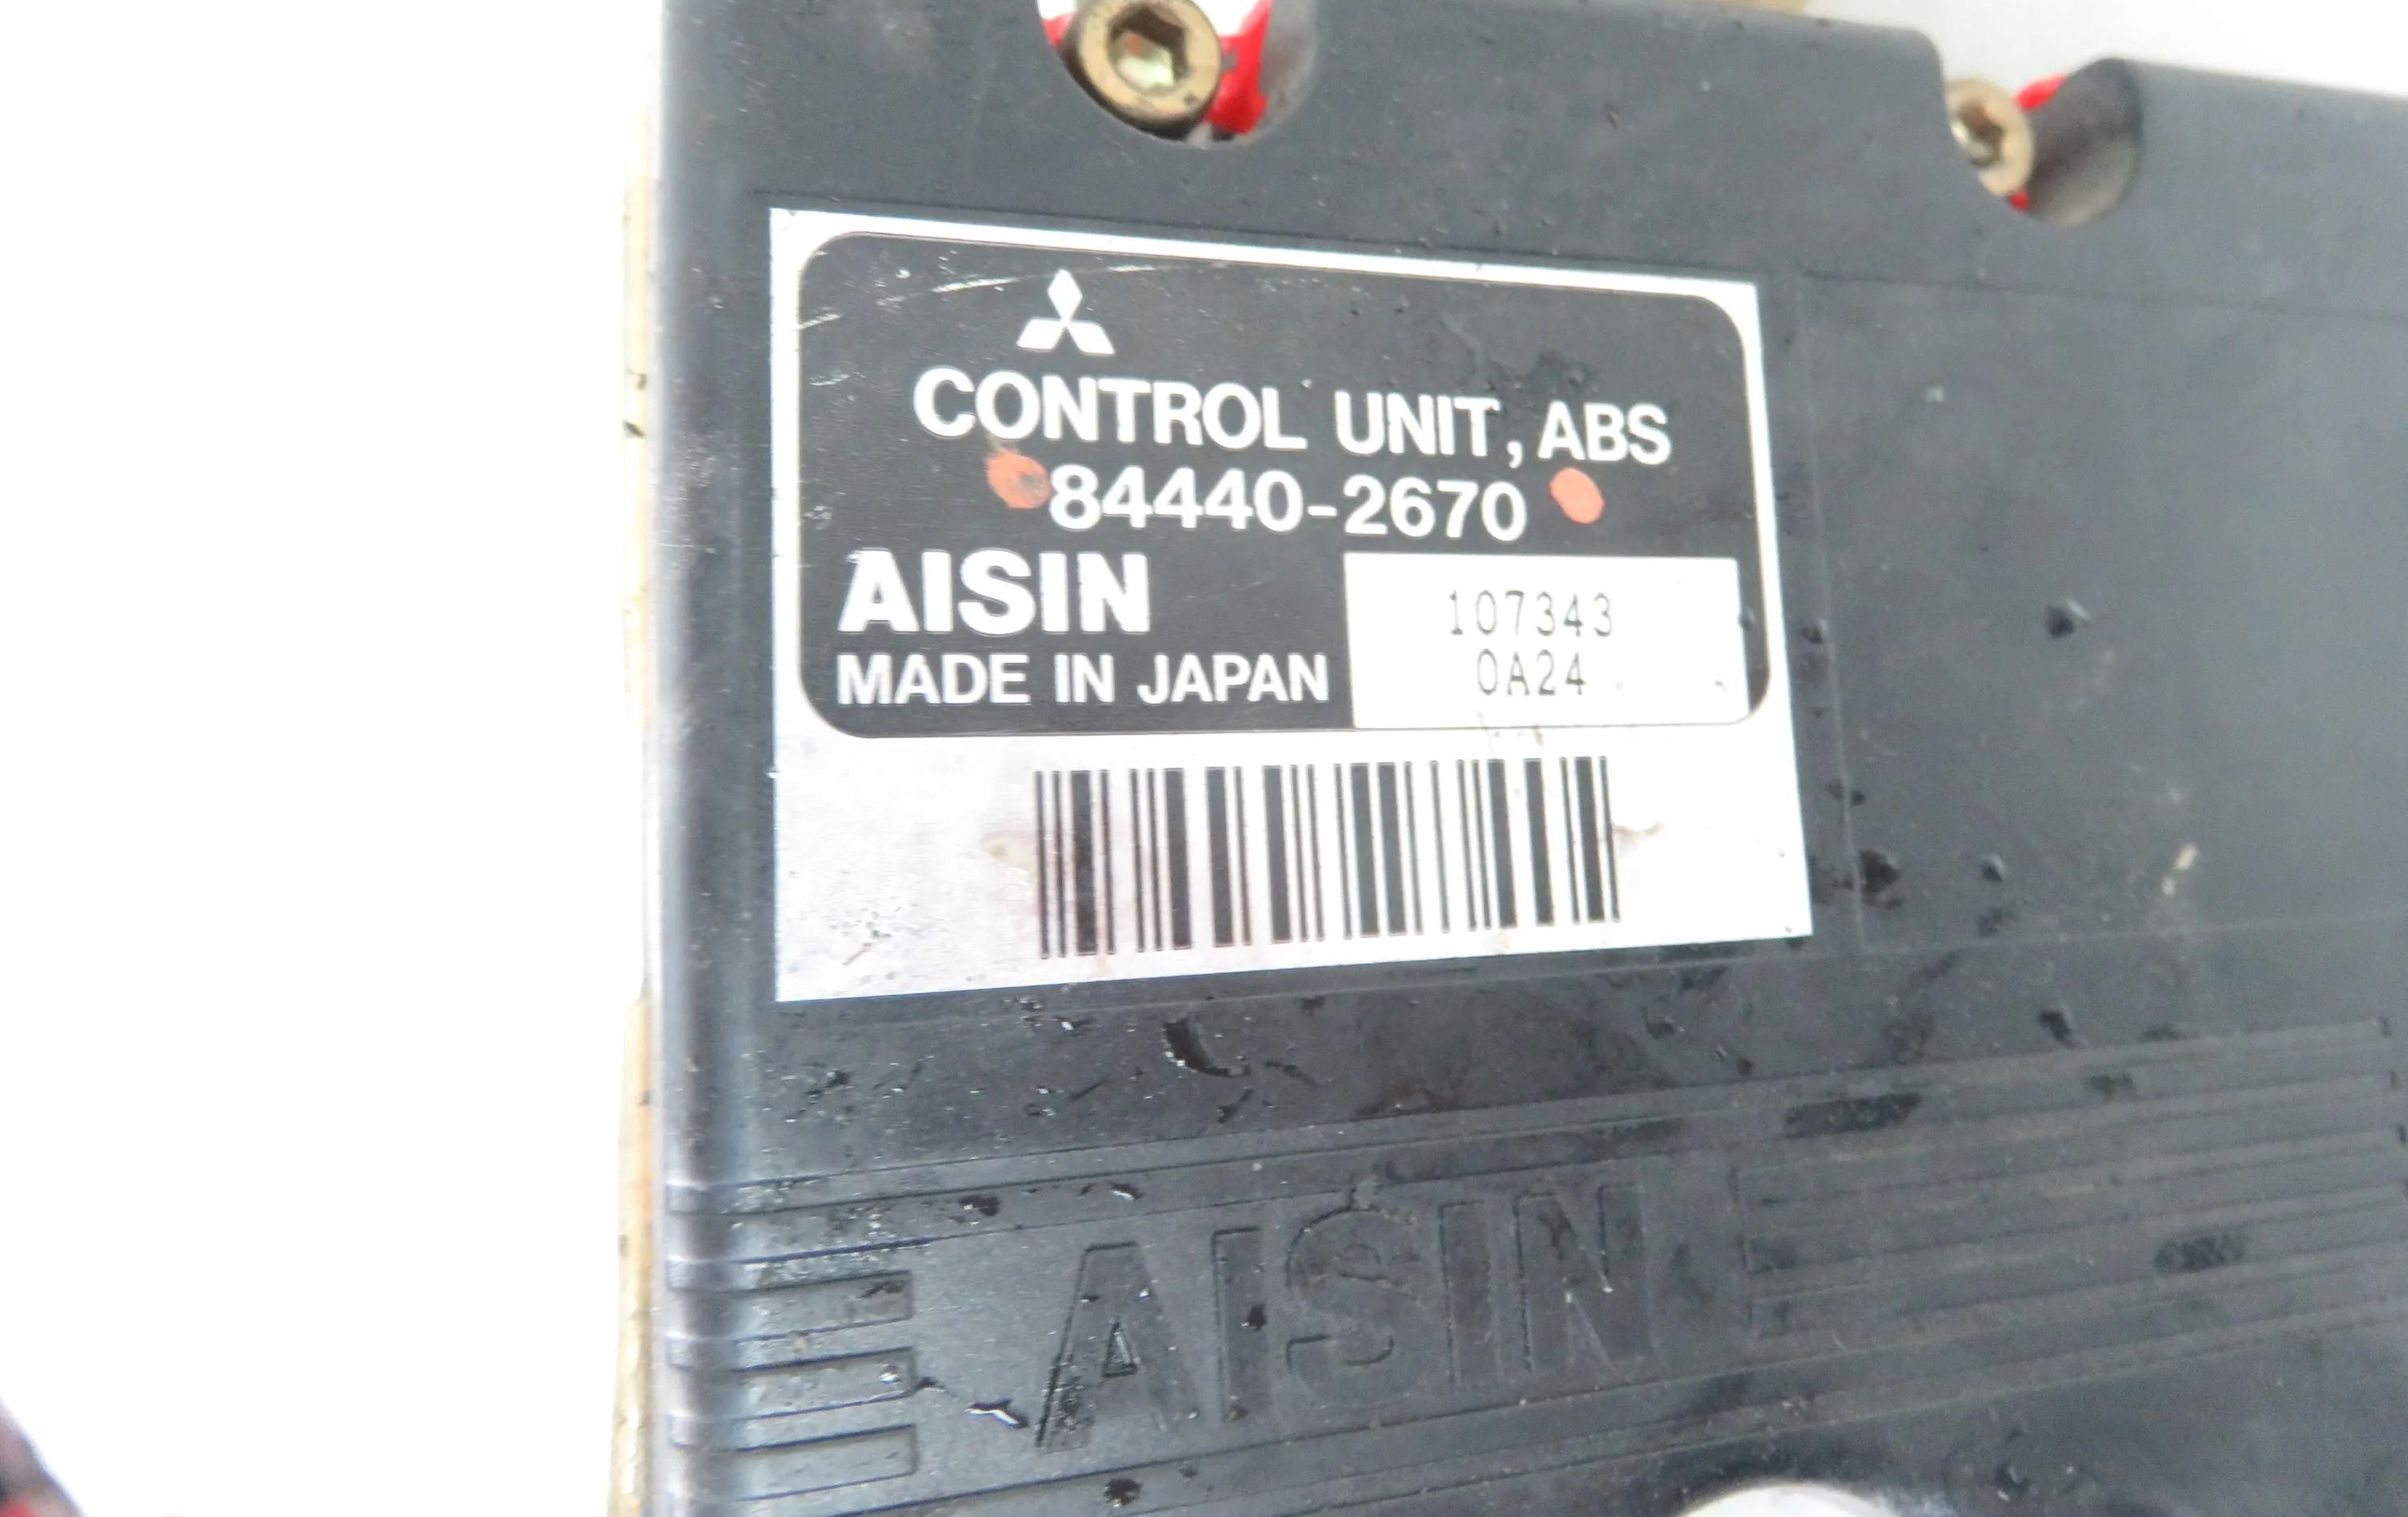 CONTROL UNIT, ABS
84440-2670
AISIN
MADE IN JAPAN
107343
0A24
AISIN